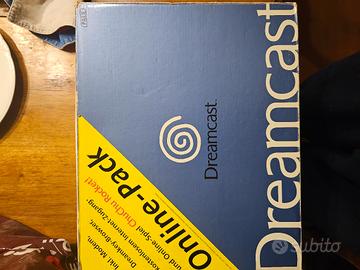 Dreamcast
Dreamcast
Online-Pack
Inkl. Modem,
Dreamkey-Browser,
kostenlosem Internet-Zugang
und Online-Spiel ChuChu Rocket!
subito